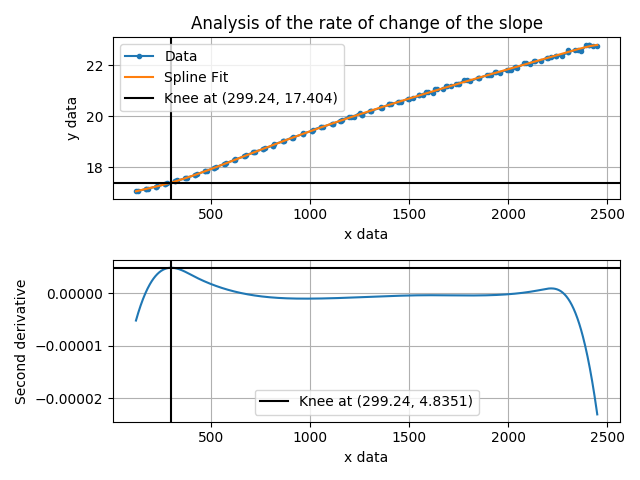 Analysis of the rate of change of the slope
Data
Spline Fit
Knee at (299.24, 17.404)
y data
22
20
18
500 1000 1500 2000 2500
x data
Second derivative
0.00000
−0.00001
−0.00002
Knee at (299.24, 4.8351)
500 1000 1500 2000 2500
x data